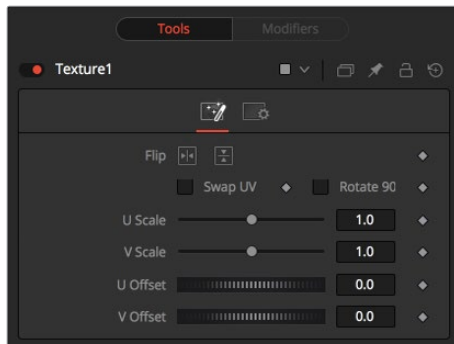 Tools Modifiers
Texture1
Flip
Swap UV Rotate 90
U Scale 1.0
V Scale 1.0
U Offset 0.0
V Offset 0.0